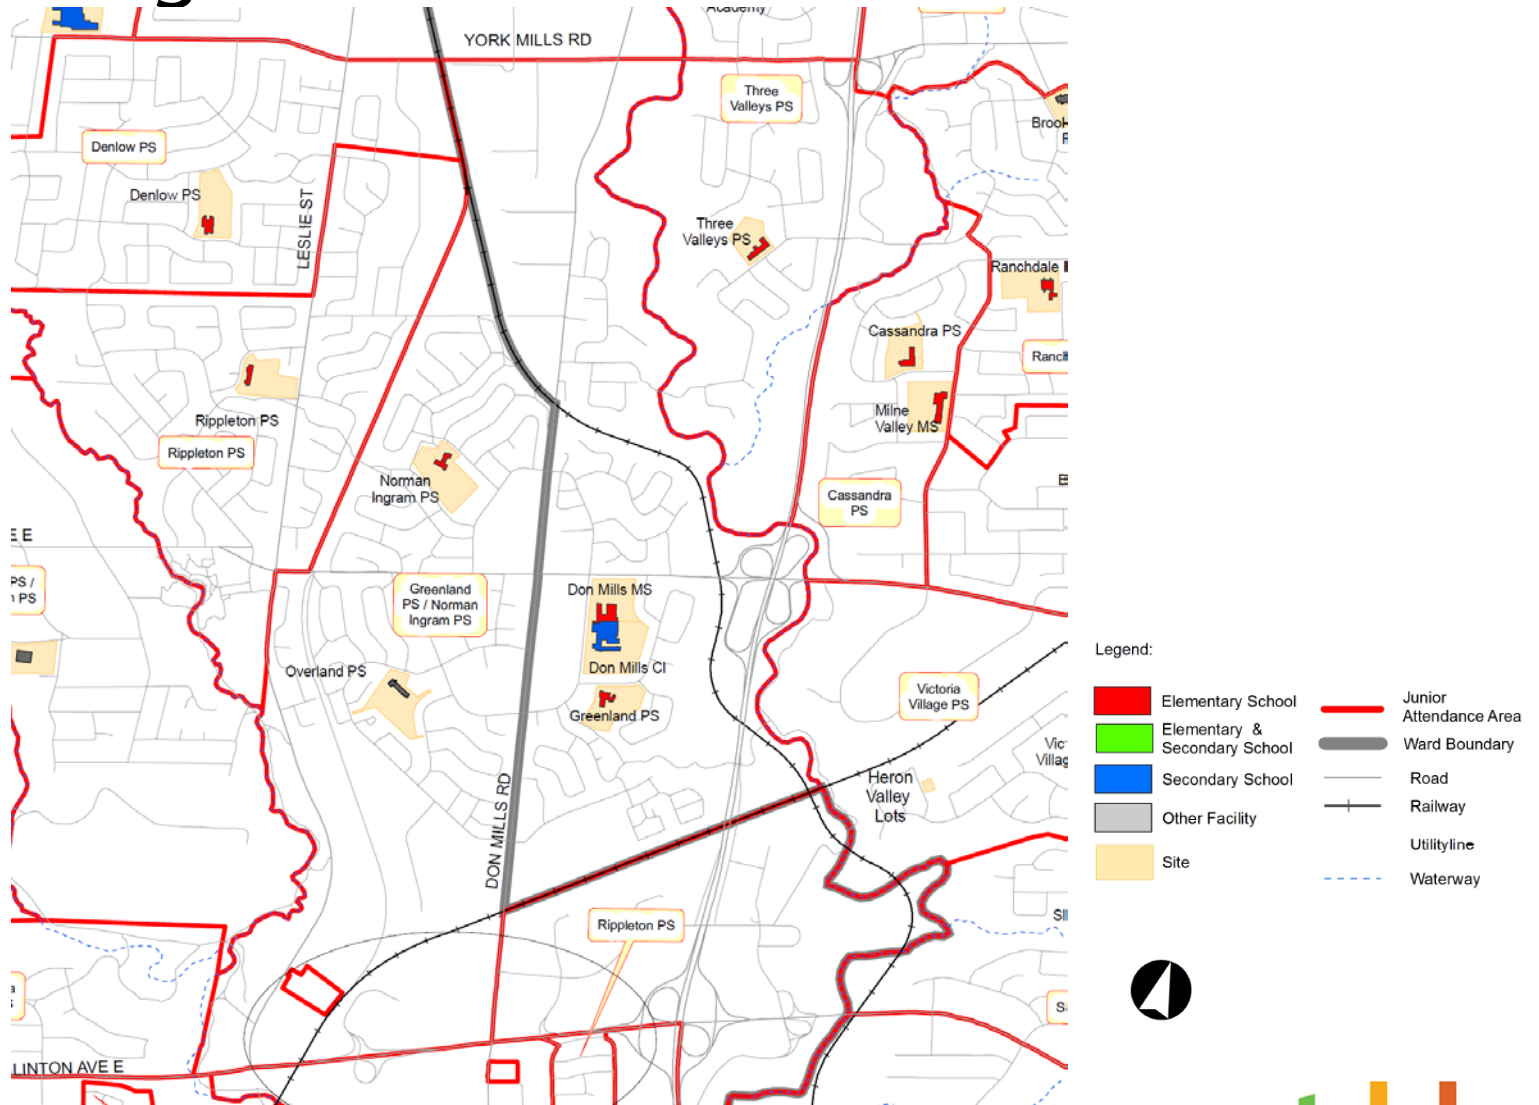 Academy
YORK MILLS RD
Three
Valleys PS
Denlow PS
Denlow PS
LESLIE ST
Three
Valleys PS
Ranchdale
Cassandra PS
Rippleton PS
Rippleton PS
Milne
Valley MS
Norman
Ingram PS
Cassandra
PS
E E
PS /
PS
Greenland
PS / Norman
Ingram PS
Don Mills MS
Don Mills CI
Overland PS
Greenland PS
Victoria
Village PS
DON MILLS RD
Heron
Valley
Lots
Rippleton PS
LINTON AVE E
Legend:
Elementary School
Elementary &
Secondary School
Secondary School
Other Facility
Site
Junior
Attendance Area
Ward Boundary
Road
Railway
Utilityline
Waterway